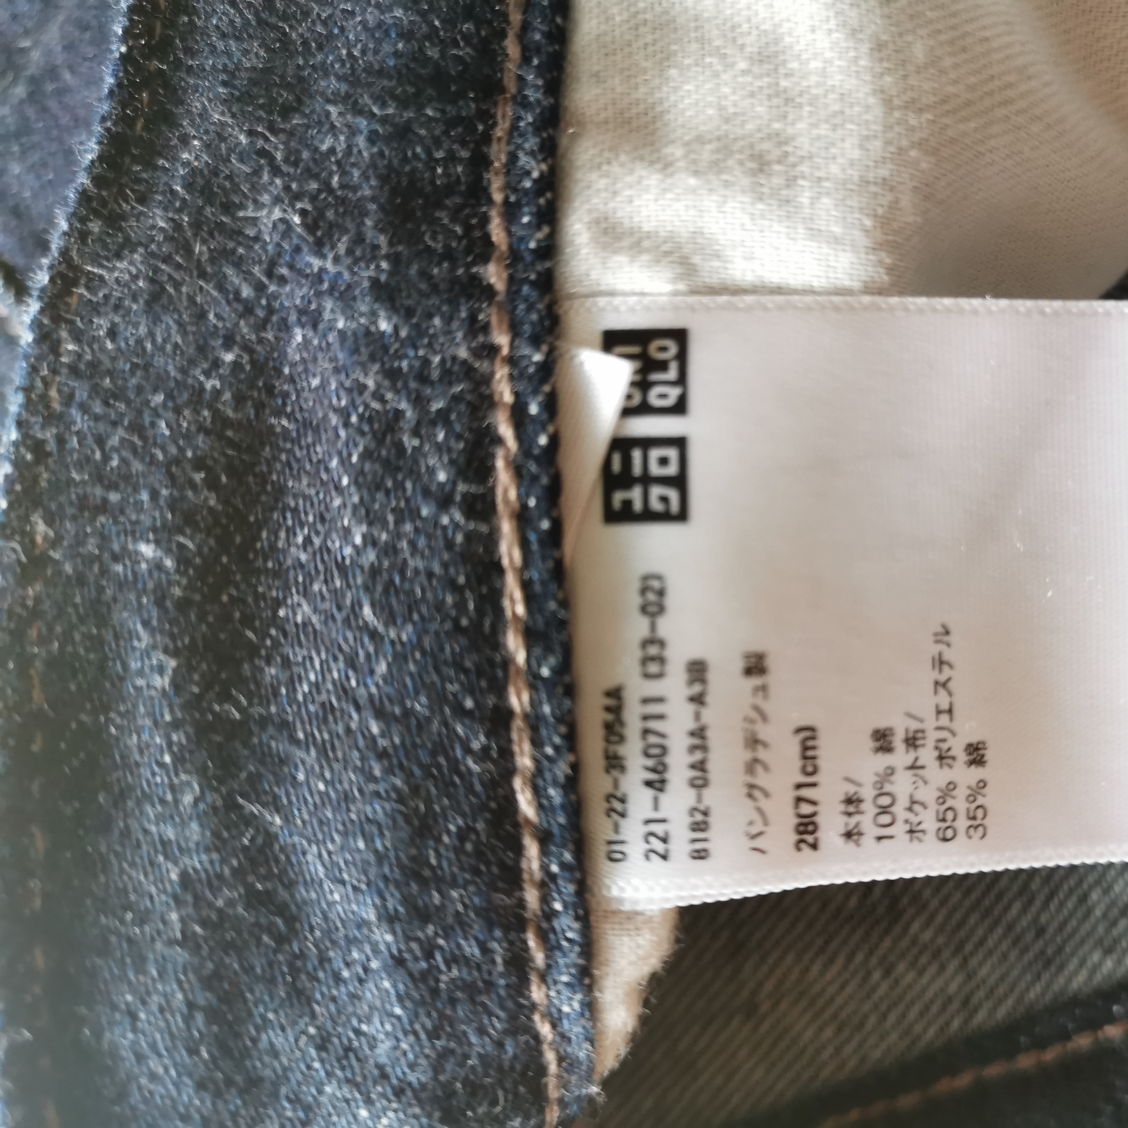 ユニ
クロ
UNI
QLO
01-22-3F054A
221-460711 (33-02)
8182-0A3A-A3B
バングラデシュ製
28(71cm)
本体/
100% 綿
ポケット布/
65% ポリエステル
35% 綿